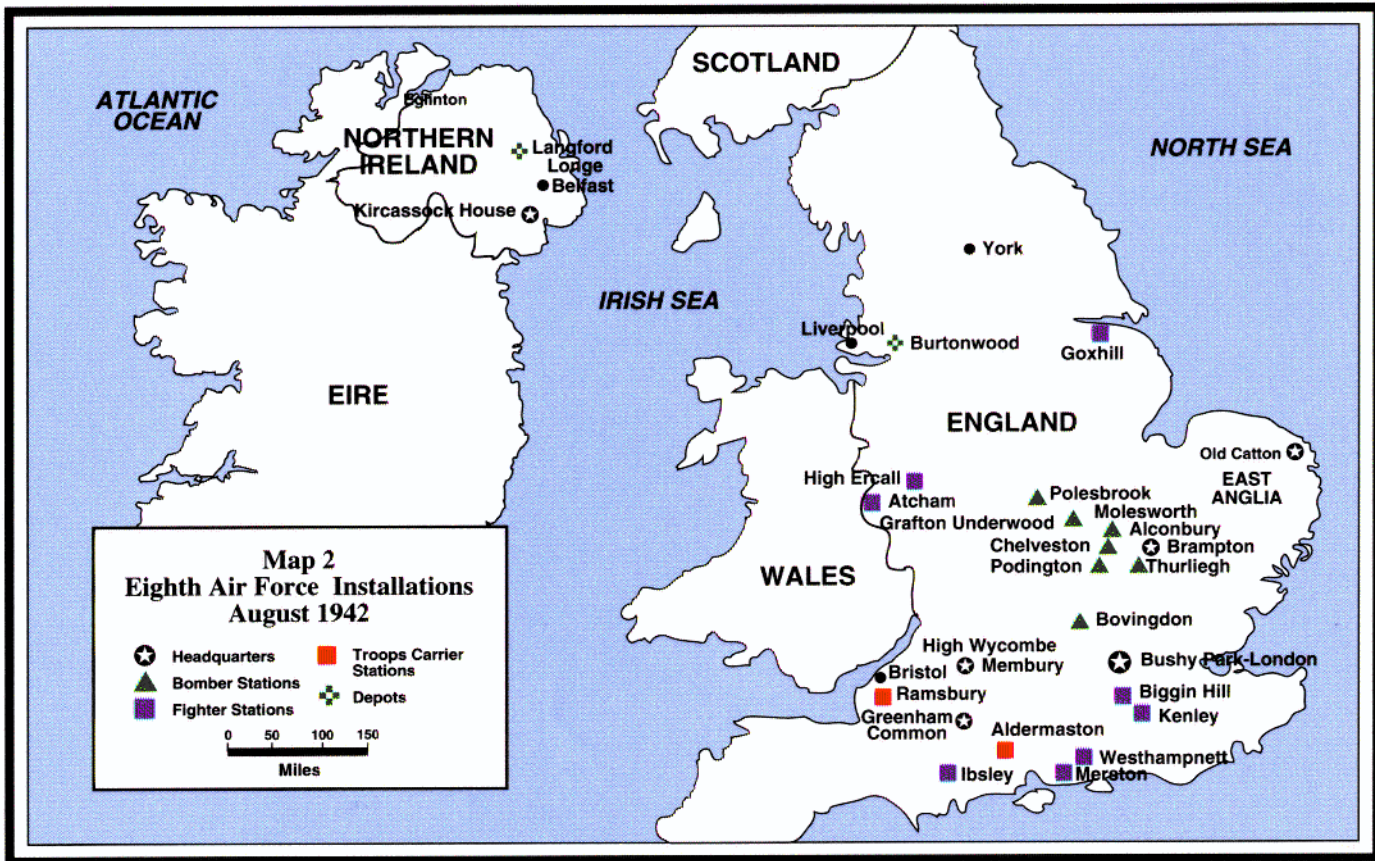 SCOTLAND
ATLANTIC
OCEAN
Eglinton
NORTHERN
IRELAND
Langford
Longe
Belfast
Kircassock House
NORTH SEA
York
IRISH SEA
Liverpool
Burtonwood
Goxhill
EIRE
ENGLAND
Old Catton
EAST
ANGLIA
High Ercall
Atcham
Polesbrook
Molesworth
Grafton Underwood
Alconbury
Chelveston
Brampton
Podington
Thurliegh
WALES
Bovingdon
High Wycombe
Membury
Bushy Park-London
Bristol
Ramsbury
Biggin Hill
Kenley
Greenham
Common
Aldermaston
Westhampnett
Ibsley
Merston
Map 2
Eighth Air Force Installations
August 1942
Headquarters
Bomber Stations
Fighter Stations
Troops Carrier
Stations
Depots
0 50 100 150
Miles